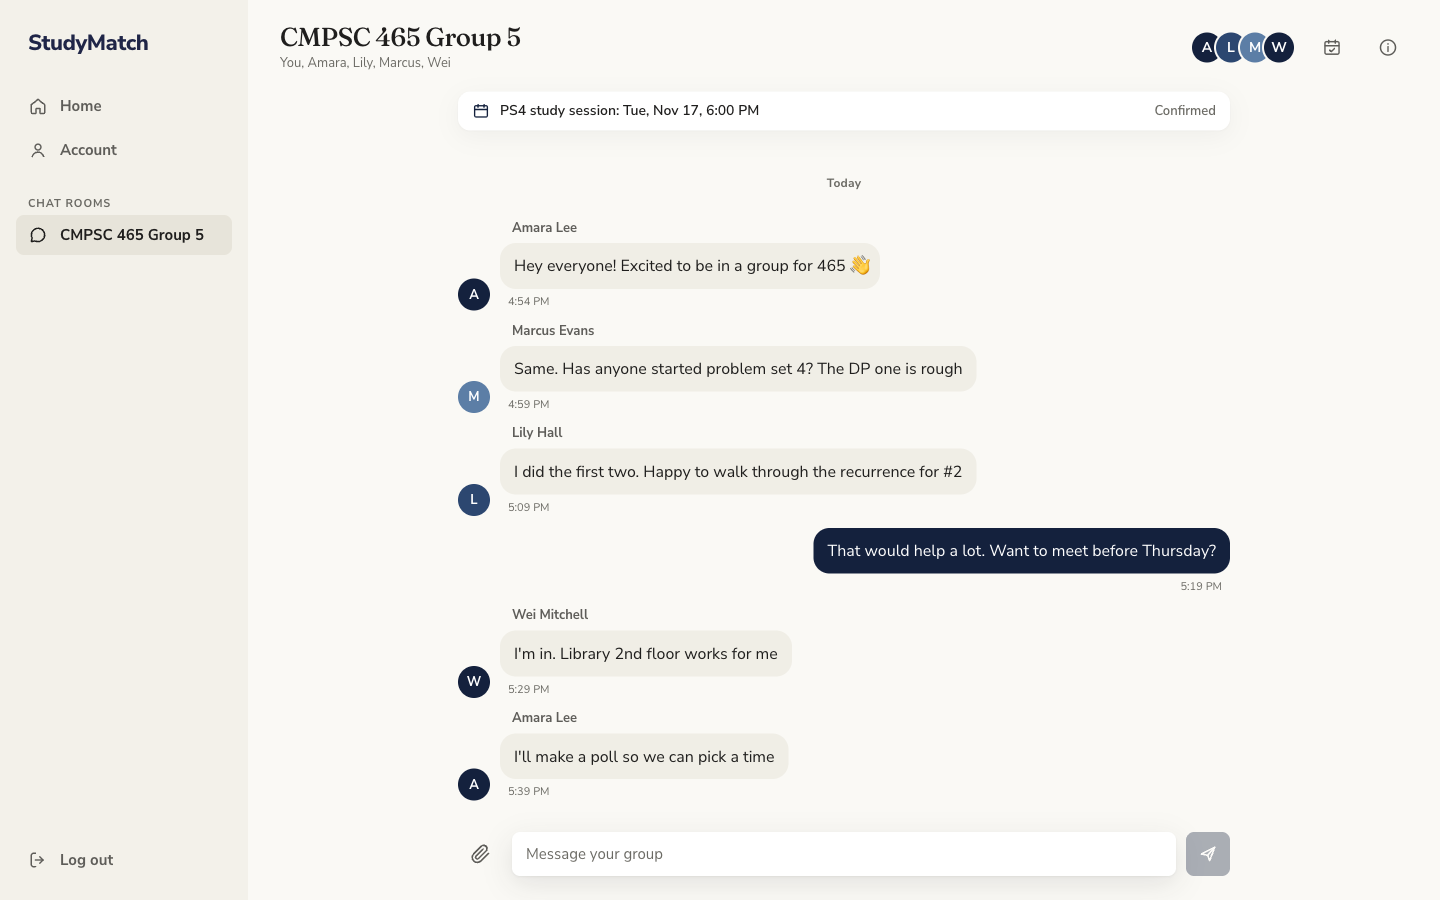 StudyMatch
Home
Account
CHAT ROOMS
CMPSC 465 Group 5
Log out
CMPSC 465 Group 5
You, Amara, Lily, Marcus, Wei
A L M W
PS4 study session: Tue, Nov 17, 6:00 PM Confirmed
Today
Amara Lee
Hey everyone! Excited to be in a group for 465 👋
A
4:54 PM
Marcus Evans
Same. Has anyone started problem set 4? The DP one is rough
M
4:59 PM
Lily Hall
I did the first two. Happy to walk through the recurrence for #2
L
5:09 PM
That would help a lot. Want to meet before Thursday?
5:19 PM
Wei Mitchell
I'm in. Library 2nd floor works for me
W
5:29 PM
Amara Lee
I'll make a poll so we can pick a time
A
5:39 PM
Message your group